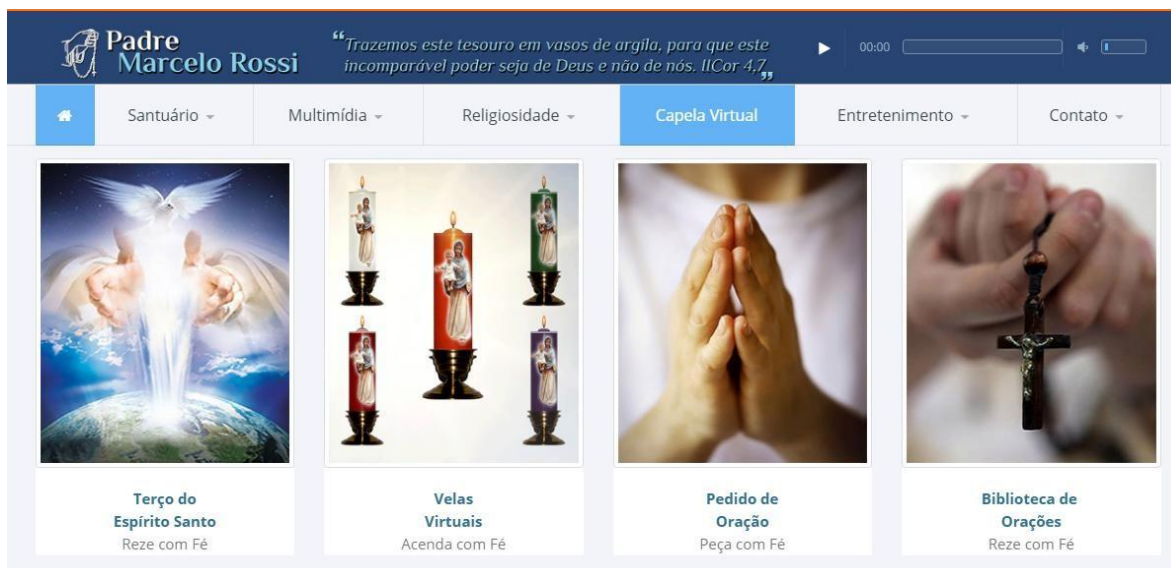 Padre
Marcelo Rossi
“Trazemos este tesouro em vasos de argila, para que este
incomparável poder seja de Deus e não de nós. IICor 4,7„
00:00
Santuário
Multimídia
Religiosidade
Capela Virtual
Entretenimento
Contato
Terço do
Espírito Santo
Reze com Fé
Velas
Virtuais
Acenda com Fé
Pedido de
Oração
Peça com Fé
Biblioteca de
Orações
Reze com Fé